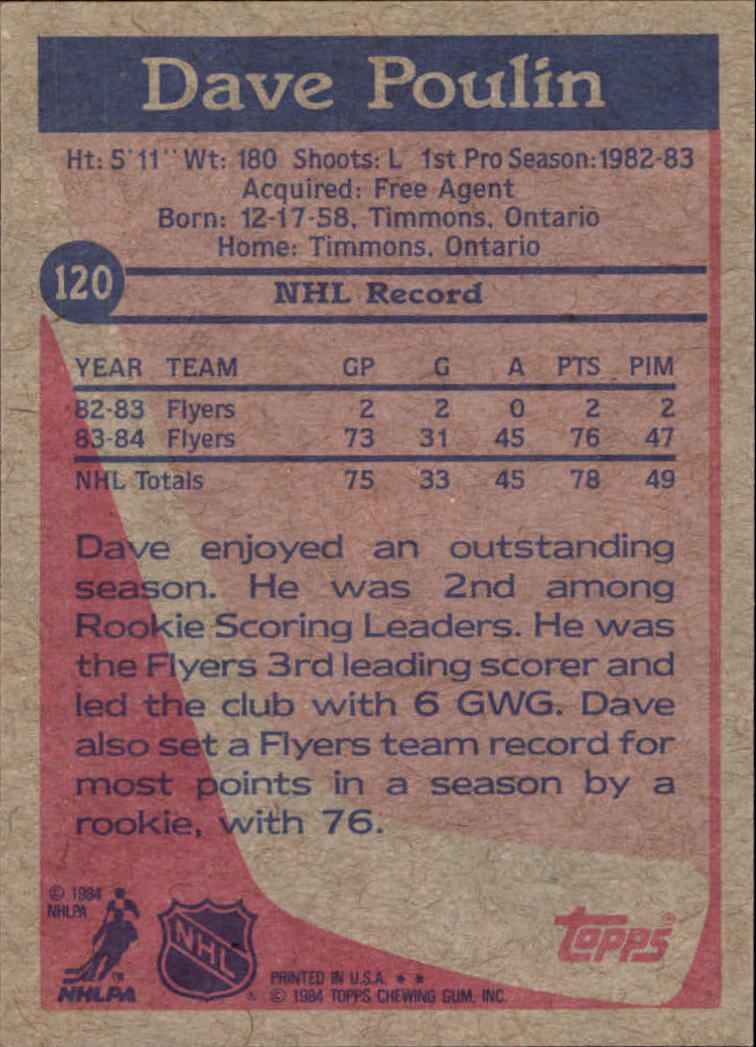 Dave Poulin
Ht: 5'11" Wt: 180 Shoots: L 1st Pro Season: 1982-83
Acquired: Free Agent
Born: 12-17-58, Timmons, Ontario
Home: Timmons, Ontario
120
NHL Record
YEAR TEAM GP G A PTS PIM
82-83 Flyers 2 2 0 2 2
83-84 Flyers 73 31 45 76 47
NHL Totals 75 33 45 78 49
Dave enjoyed an outstanding
season. He was 2nd among
Rookie Scoring Leaders. He was
the Flyers 3rd leading scorer and
led the club with 6 GWG. Dave
also set a Flyers team record for
most points in a season by a
rookie, with 76.
© 1984
NHLPA
NHLPA™
NHL ®
PRINTED IN U.S.A. * *
© 1984 TOPPS CHEWING GUM, INC.
topps®